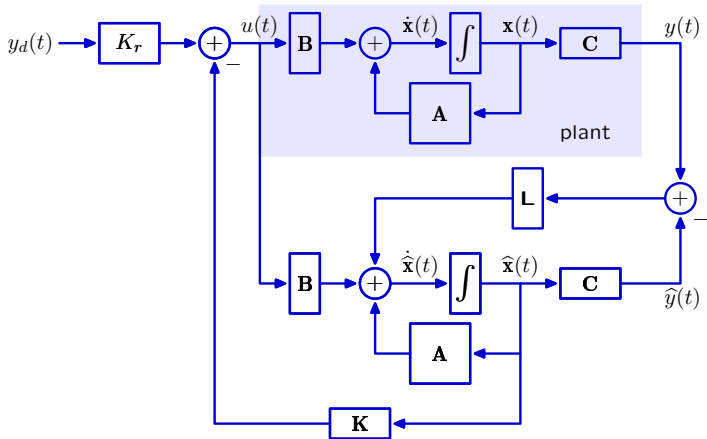 y_d(t)
K_r
+
−
u(t)
B
+
ẋ(t)
∫
x(t)
C
y(t)
A
plant
L
+
−
B
+
x̂̇(t)
∫
x̂(t)
C
ŷ(t)
A
K